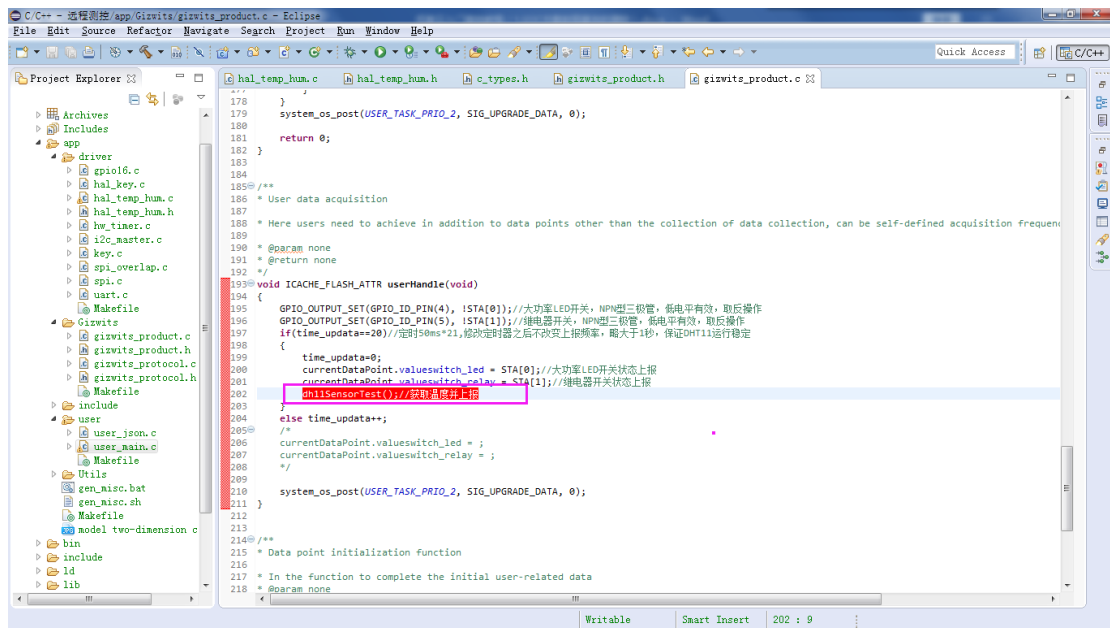 C/C++ - 远程测控/app/Gizwits/gizwits_product.c - Eclipse
File Edit Source Refactor Navigate Search Project Run Window Help
Quick Access
C/C++
Project Explorer
hal_temp_hum.c
hal_temp_hum.h
c_types.h
gizwits_product.h
gizwits_product.c
Archives
Includes
app
driver
gpio16.c
hal_key.c
hal_temp_hum.c
hal_temp_hum.h
hw_timer.c
i2c_master.c
key.c
spi_overlap.c
spi.c
uart.c
Makefile
Gizwits
gizwits_product.c
gizwits_product.h
gizwits_protocol.c
gizwits_protocol.h
Makefile
include
user
user_json.c
user_main.c
Makefile
Utils
gen_misc.bat
gen_misc.sh
Makefile
model two-dimension c
bin
include
ld
lib
177 }
178 }
179 system_os_post(USER_TASK_PRIO_2, SIG_UPGRADE_DATA, 0);
180
181 return 0;
182 }
183
184
185 /**
186 * User data acquisition
187
188 * Here users need to achieve in addition to data points other than the collection of data collection, can be self-defined acquisition frequen
189
190 * @param none
191 * @return none
192 */
193 void ICACHE_FLASH_ATTR userHandle(void)
194 {
195 GPIO_OUTPUT_SET(GPIO_ID_PIN(4), !STA[0]);//大功率LED开关，NPN型三极管，低电平有效，取反操作
196 GPIO_OUTPUT_SET(GPIO_ID_PIN(5), !STA[1]);//继电器开关，NPN型三极管，低电平有效，取反操作
197 if(time_updata==20)//定时50ms*21,修改定时器之后不改变上报频率，略大于1秒，保证DHT11运行稳定
198 {
199 time_updata=0;
200 currentDataPoint.valueswitch_led = STA[0];//大功率LED开关状态上报
201 currentDataPoint.valueswitch_relay = STA[1];//继电器开关状态上报
202 dh11SensorTest();//获取温度并上报
203 }
204 else time_updata++;
205 /*
206 currentDataPoint.valueswitch_led = ;
207 currentDataPoint.valueswitch_relay = ;
208 */
209
210 system_os_post(USER_TASK_PRIO_2, SIG_UPGRADE_DATA, 0);
211 }
212
213
214 /**
215 * Data point initialization function
216
217 * In the function to complete the initial user-related data
218 * @param none
Writable Smart Insert 202 : 9